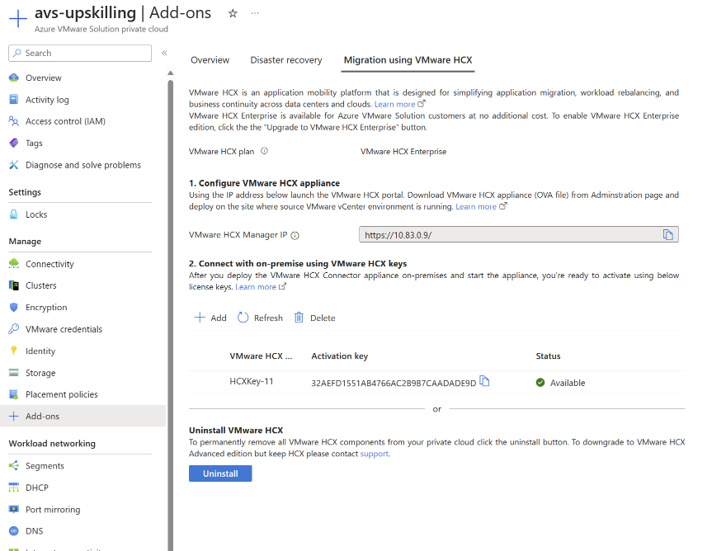 avs-upskilling | Add-ons
Azure VMware Solution private cloud
Search
Overview
Activity log
Access control (IAM)
Tags
Diagnose and solve problems
Settings
Locks
Manage
Connectivity
Clusters
Encryption
VMware credentials
Identity
Storage
Placement policies
Add-ons
Workload networking
Segments
DHCP
Port mirroring
DNS
Overview
Disaster recovery
Migration using VMware HCX
VMware HCX is an application mobility platform that is designed for simplifying application migration, workload rebalancing, and
business continuity across data centers and clouds. Learn more
VMware HCX Enterprise is available for Azure VMware Solution customers at no additional cost. To enable VMware HCX Enterprise
edition, click the the "Upgrade to VMware HCX Enterprise" button.
VMware HCX plan
VMware HCX Enterprise
1. Configure VMware HCX appliance
Using the IP address below launch the VMware HCX portal. Download VMware HCX appliance (OVA file) from Adminstration page and
deploy on the site where source VMware vCenter environment is running. Learn more
VMware HCX Manager IP
https://10.83.0.9/
2. Connect with on-premise using VMware HCX keys
After you deploy the VMware HCX Connector appliance on-premises and start the appliance, you're ready to activate using below
license keys. Learn more
Add
Refresh
Delete
VMware HCX ...
Activation key
Status
HCXKey-11
32AEFD1551AB4766AC2B9B7CAADADE9D
Available
or
Uninstall VMware HCX
To permanently remove all VMware HCX components from your private cloud click the uninstall button. To downgrade to VMware HCX
Advanced edition but keep HCX please contact support.
Uninstall